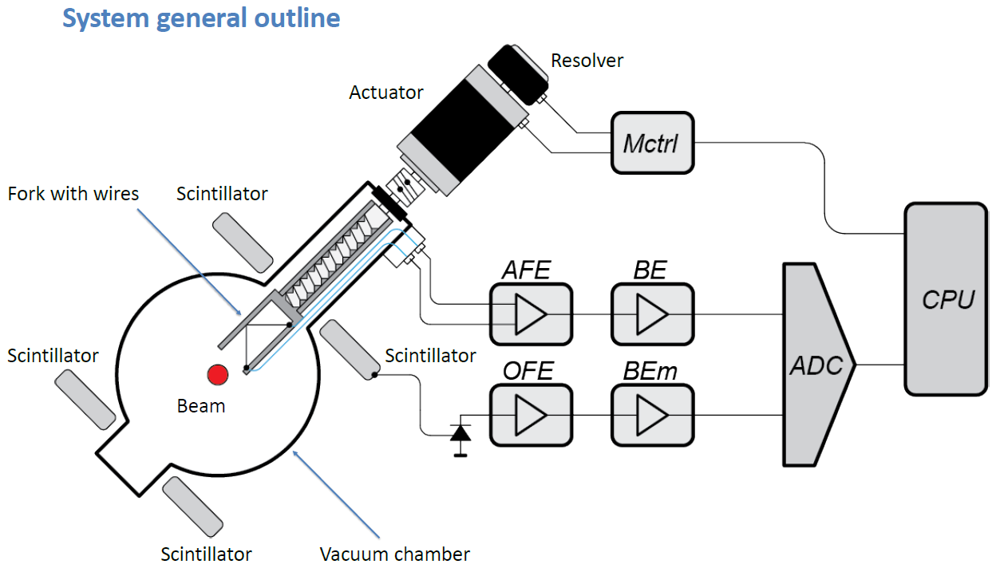 System general outline
Resolver
Actuator
Mctrl
Fork with wires
Scintillator
AFE
BE
CPU
Scintillator
Scintillator
OFE
BEm
ADC
Beam
Scintillator
Vacuum chamber